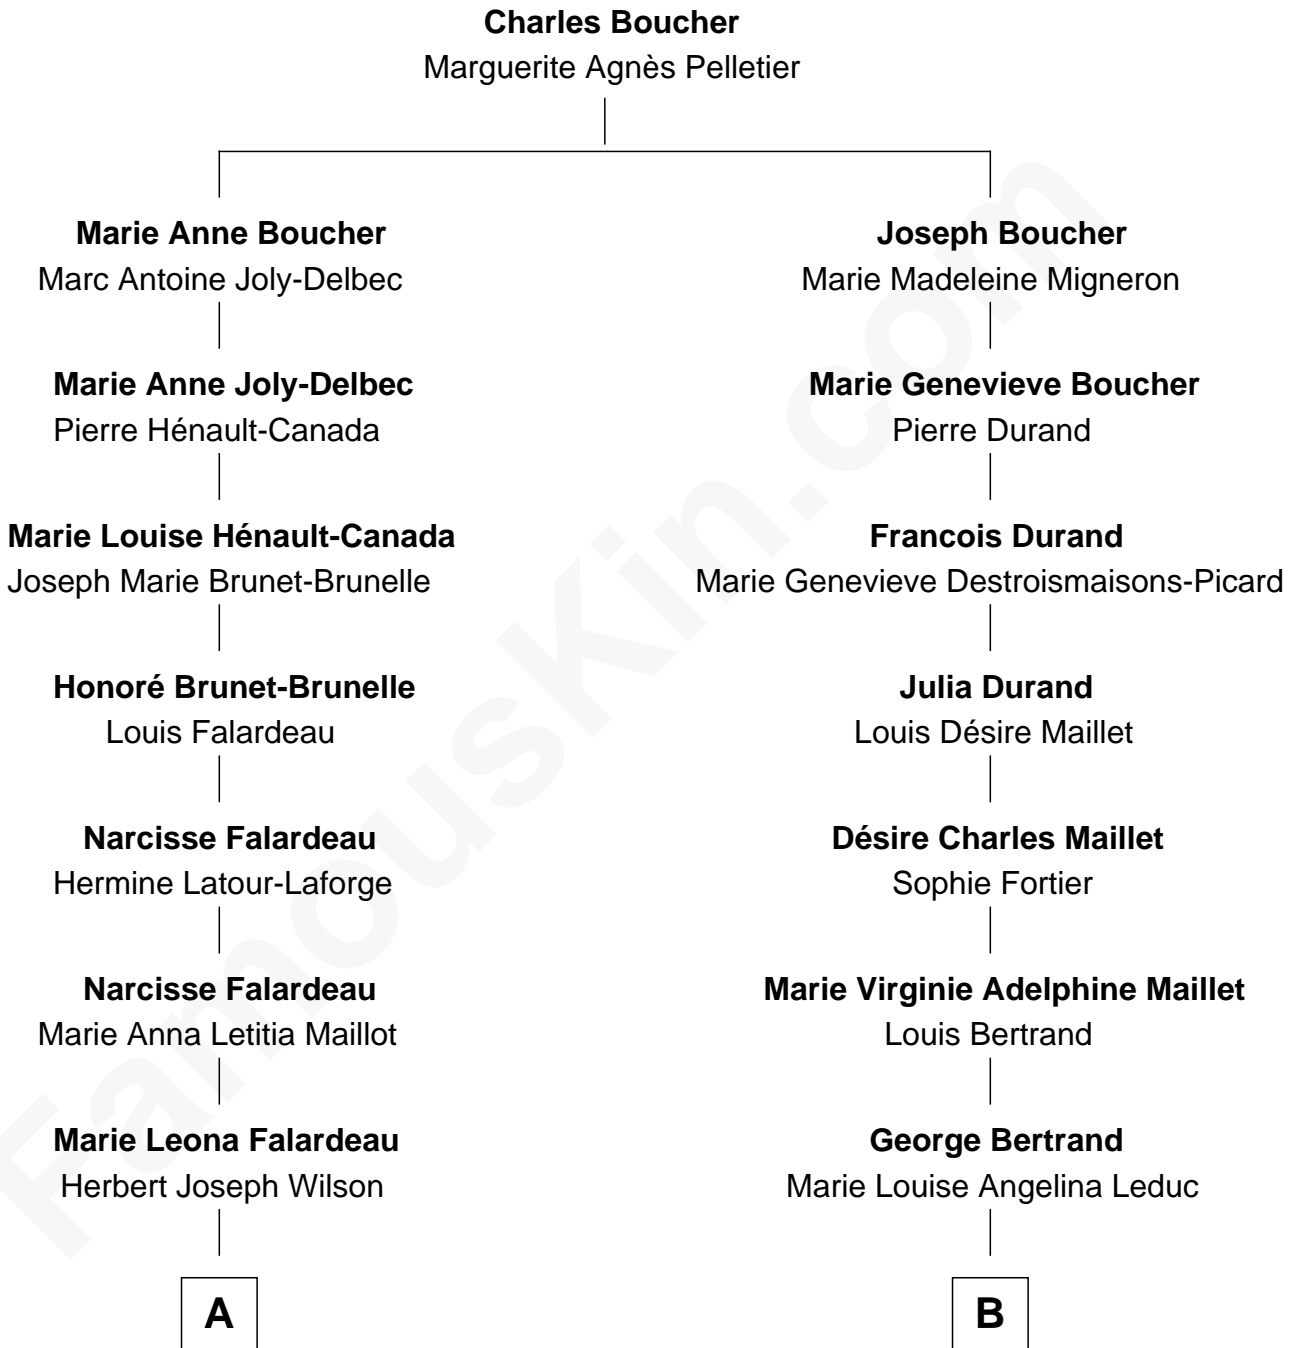 Charles Boucher
Marguerite Agnès Pelletier
Marie Anne Boucher
Marc Antoine Joly-Delbec
Joseph Boucher
Marie Madeleine Migneron
Marie Anne Joly-Delbec
Pierre Hénault-Canada
Marie Genevieve Boucher
Pierre Durand
Marie Louise Hénault-Canada
Joseph Marie Brunet-Brunelle
Francois Durand
Marie Genevieve Destroismaisons-Picard
Honoré Brunet-Brunelle
Louis Falardeau
Julia Durand
Louis Désire Maillet
Narcisse Falardeau
Hermine Latour-Laforge
Désire Charles Maillet
Sophie Fortier
Narcisse Falardeau
Marie Anna Letitia Maillot
Marie Virginie Adelphine Maillet
Louis Bertrand
Marie Leona Falardeau
Herbert Joseph Wilson
George Bertrand
Marie Louise Angelina Leduc
A
B
FamousKin.com